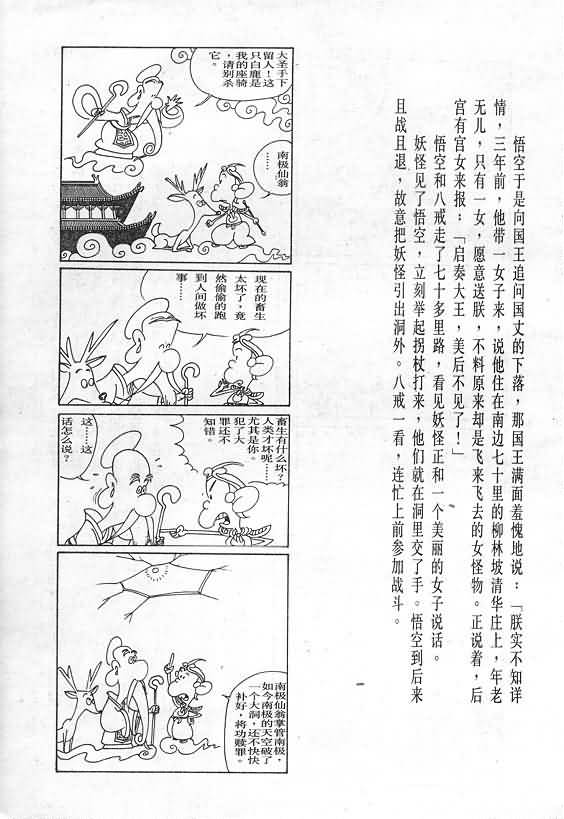 悟空于是向国王追问国丈的下落，那国王满面羞愧地说：「朕实不知详
情，三年前，他带一女子来，说他住在南边七十里的柳林坡清华庄上，年老
无儿，只有一女，愿意送朕，不料原来却是飞来飞去的女怪物。正说着，后
宫有宫女来报：「启奏大王，美后不见了！」
悟空和八戒走了七十多里路，看见妖怪正和一个美丽的女子说话。
妖怪见了悟空，立刻举起拐杖打来，他们就在洞里交了手。悟空到后来
且战且退，故意把妖怪引出洞外。八戒一看，连忙上前参加战斗。
大圣手下
留人！这
只白鹿是
我的座骑
，请别杀
它。
南极仙翁
……
现在的畜生
太坏了，竟
然偷偷的跑
到人间做坏
事……
畜生有什么坏？
人类才坏呢……
尤其是你。
犯了大
罪还不
知错。
这……这
话怎么说？
南极仙翁掌管南极，
如今南极的天空破了
一个大洞，还不快快
补好，将功赎罪。